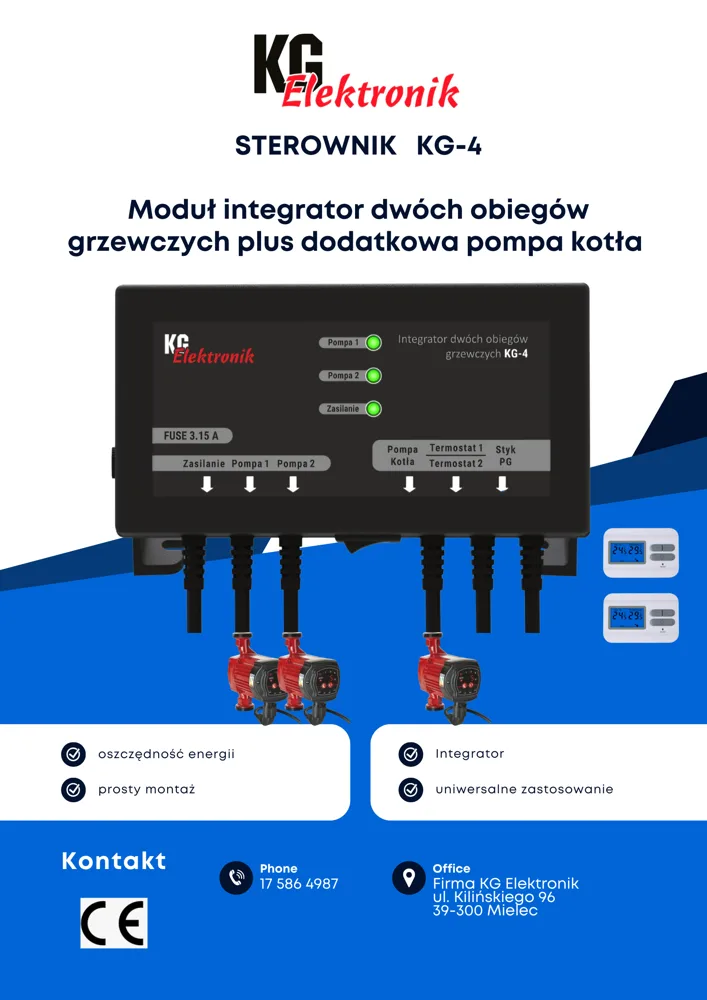 KG
Elektronik
STEROWNIK KG-4
Moduł integrator dwóch obiegów
grzewczych plus dodatkowa pompa kotła
KG
Elektronik
Pompa 1
Pompa 2
Zasilanie
Integrator dwóch obiegów
grzewczych KG-4
FUSE 3.15 A
Zasilanie Pompa 1 Pompa 2
Pompa Kotła
Termostat 1
Termostat 2
Styk PG
oszczędność energii
prosty montaż
Integrator
uniwersalne zastosowanie
Kontakt
Phone
17 586 4987
Office
Firma KG Elektronik
ul. Kilińskiego 96
39-300 Mielec
CE